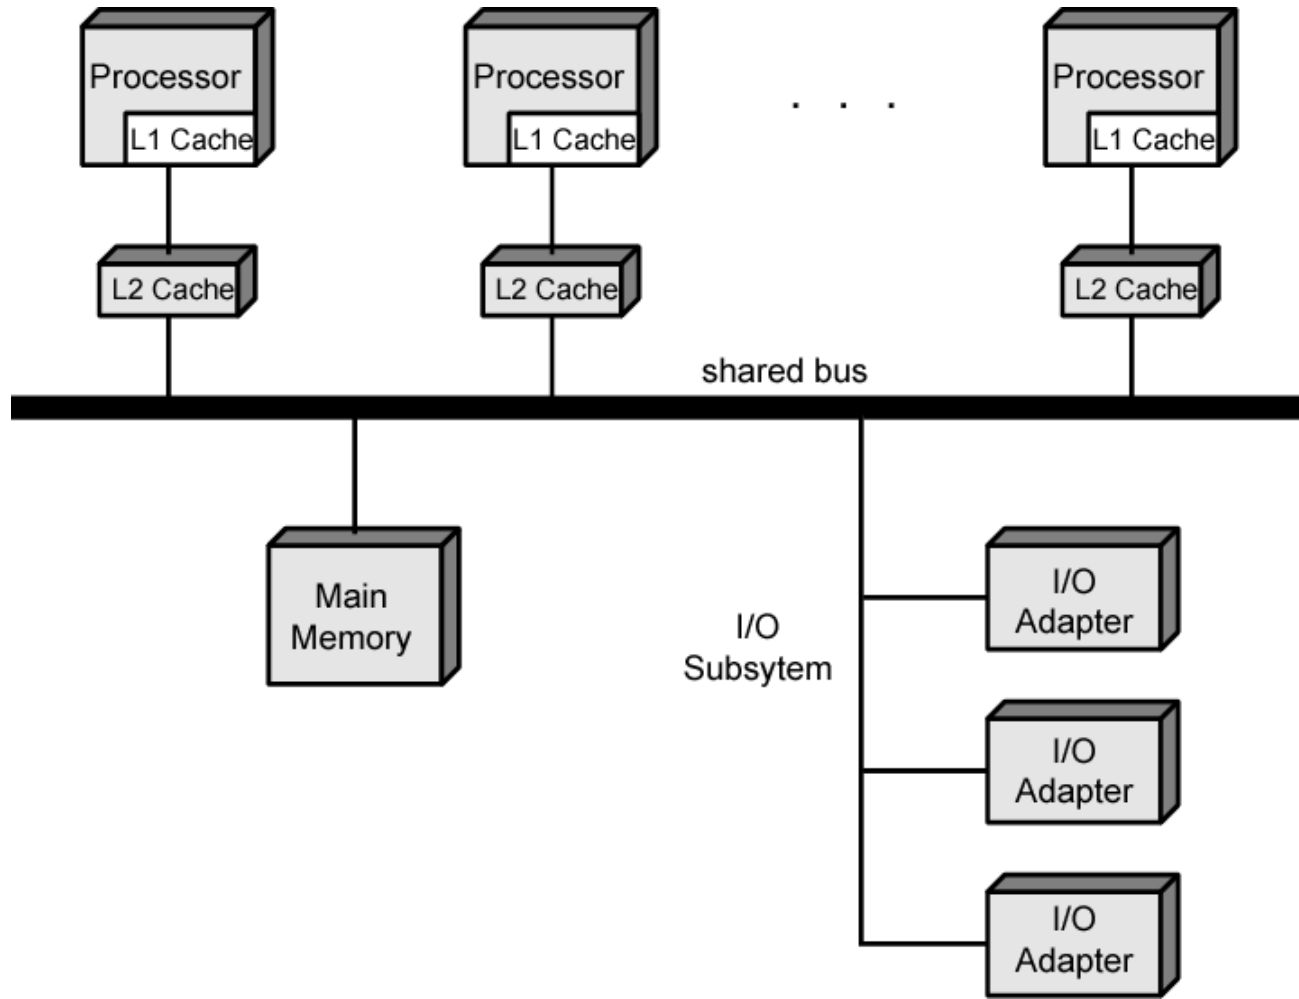 Processor
L1 Cache
L2 Cache
Processor
L1 Cache
L2 Cache
. . .
Processor
L1 Cache
L2 Cache
shared bus
Main
Memory
I/O
Subsytem
I/O
Adapter
I/O
Adapter
I/O
Adapter